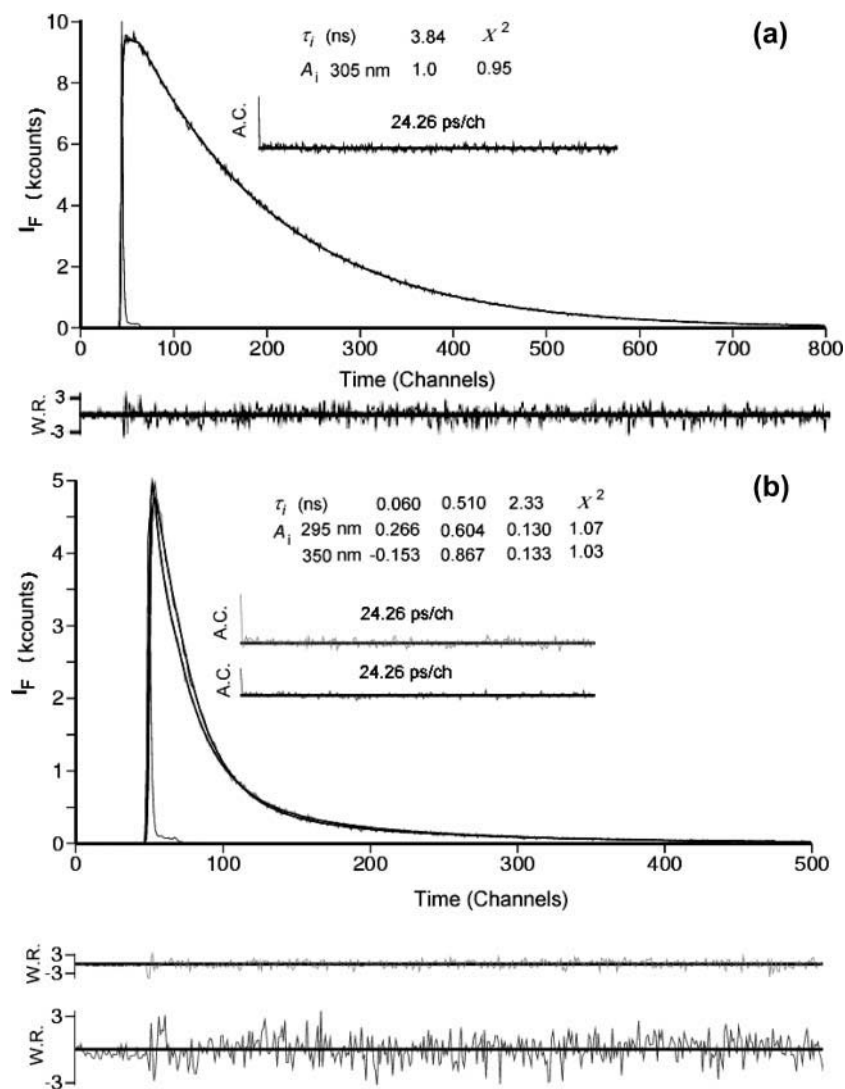 (a)
τi (ns) 3.84 X²
Ai 305 nm 1.0 0.95
A.C.
24.26 ps/ch
IF (kcounts)
10
8
6
4
2
0
0 100 200 300 400 500 600 700 800
Time (Channels)
W.R.
3
-3
(b)
τi (ns) 0.060 0.510 2.33 X²
Ai 295 nm 0.266 0.604 0.130 1.07
350 nm -0.153 0.867 0.133 1.03
A.C.
24.26 ps/ch
A.C.
24.26 ps/ch
IF (kcounts)
5
4
3
2
1
0
0 100 200 300 400 500
Time (Channels)
W.R.
3
-3
W.R.
3
-3